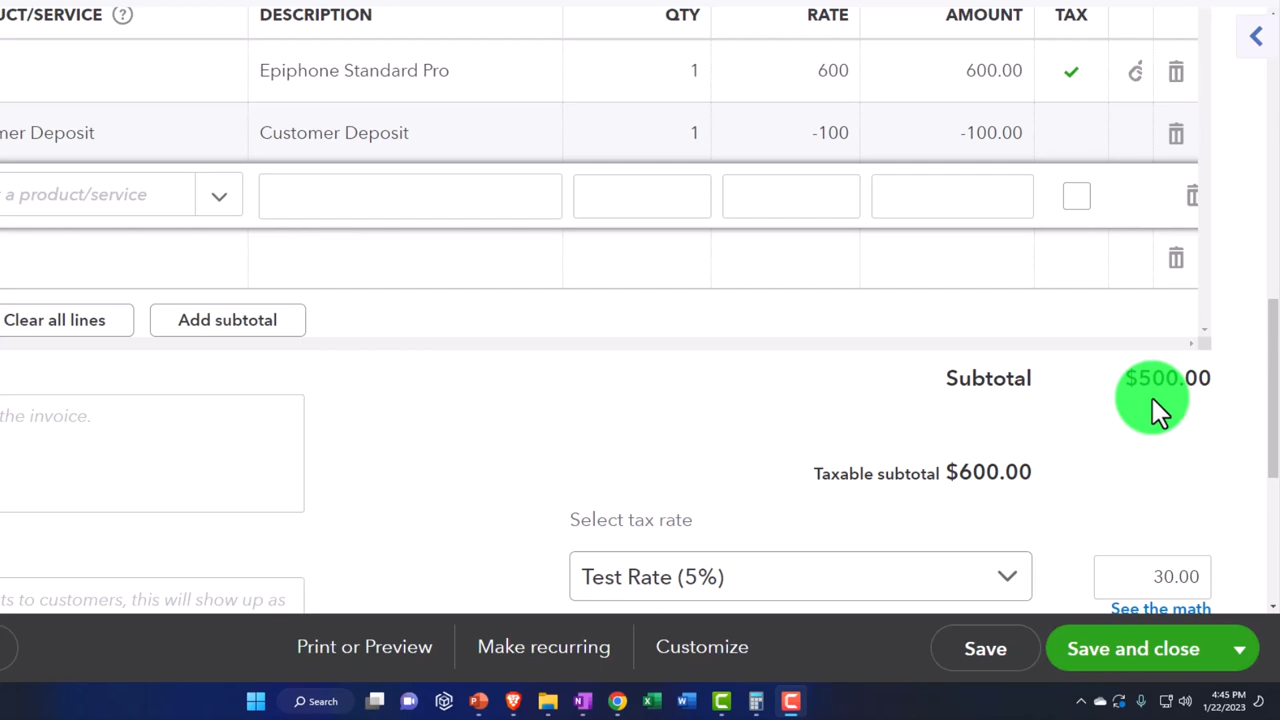 UCT/SERVICE ? DESCRIPTION QTY RATE AMOUNT TAX
Epiphone Standard Pro 1 600 600.00
mer Deposit Customer Deposit 1 -100 -100.00
t a product/service
Clear all lines Add subtotal
Subtotal $500.00
the invoice.
Taxable subtotal $600.00
Select tax rate
Test Rate (5%) 30.00
ts to customers, this will show up as
See the math
Print or Preview Make recurring Customize Save Save and close
Search 4:45 PM
1/22/2023